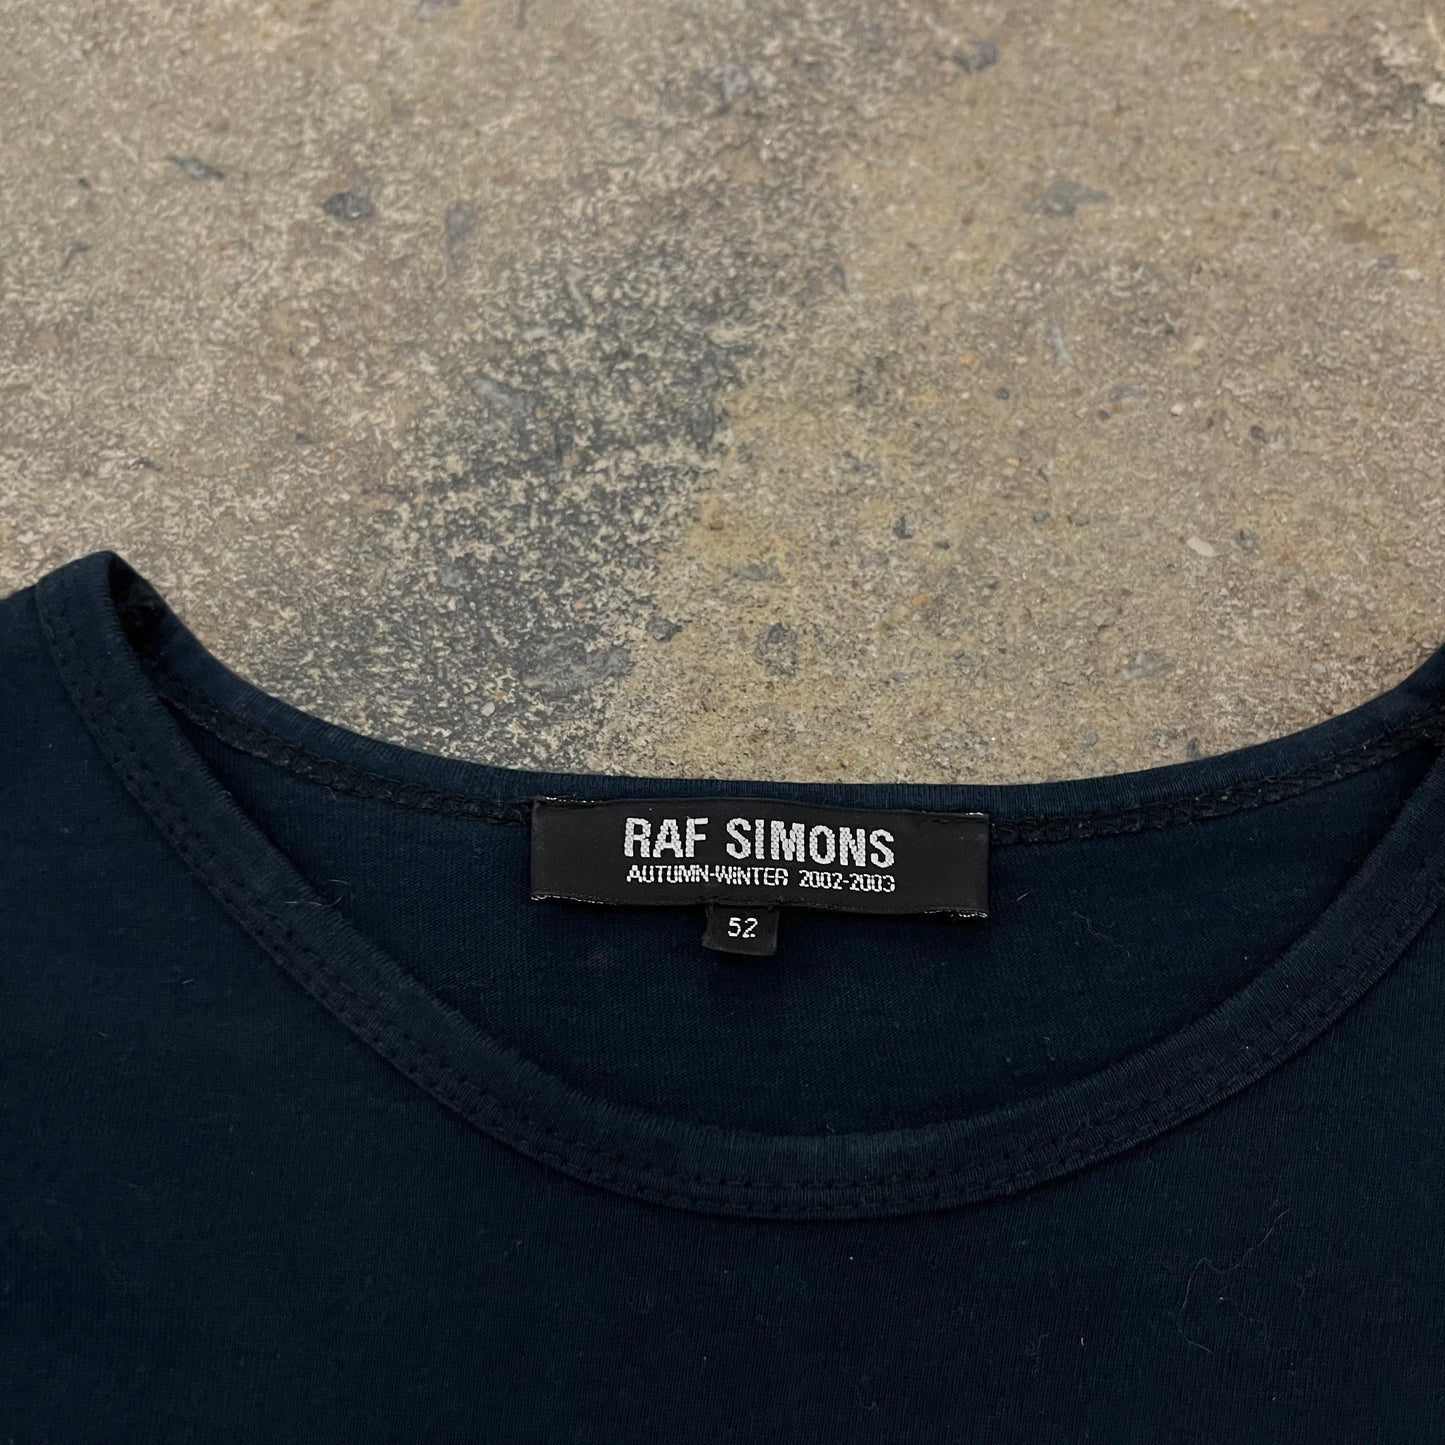 RAF SIMONS
AUTUMN-WINTER 2002-2003
52